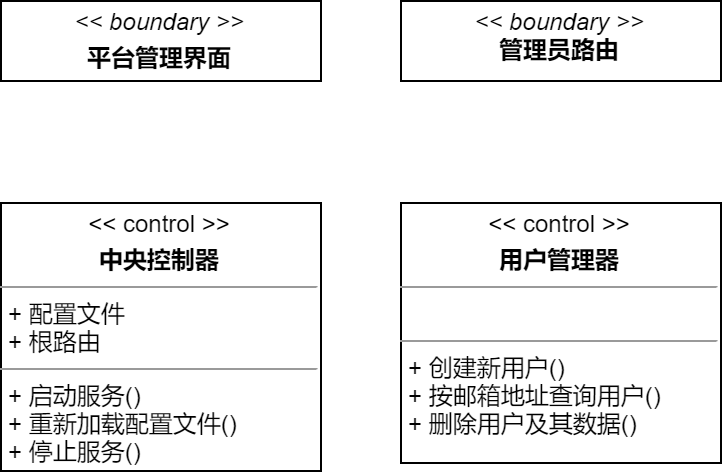 << boundary >>
平台管理界面
<< boundary >>
管理员路由
<< control >>
中央控制器
+ 配置文件
+ 根路由
+ 启动服务()
+ 重新加载配置文件()
+ 停止服务()
<< control >>
用户管理器
+ 创建新用户()
+ 按邮箱地址查询用户()
+ 删除用户及其数据()